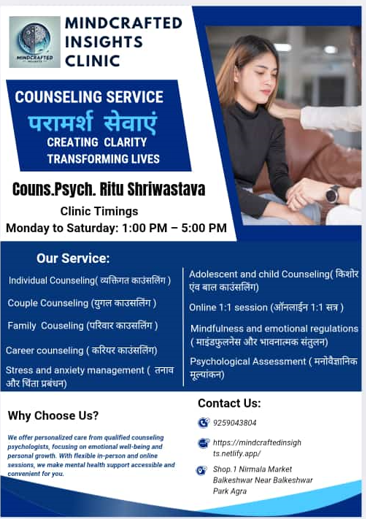 MINDCRAFTED
INSIGHTS
CLINIC
MINDCRAFTED
INSIGHTS
COUNSELING SERVICE
परामर्श सेवाएं
CREATING CLARITY
TRANSFORMING LIVES
Couns.Psych. Ritu Shriwastava
Clinic Timings
Monday to Saturday: 1:00 PM – 5:00 PM
Our Service:
Individual Counseling( व्यक्तिगत काउंसलिंग )
Couple Counseling (युगल काउसलिंग )
Family Couseling (परिवार काउसलिंग )
Career counseling ( करियर काउंसलिंग)
Stress and anxiety management ( तनाव
और चिंता प्रबंधन)
Adolescent and child Counseling( किशोर
एंव बाल काउंसलिंग)
Online 1:1 session (ऑनलाईन 1:1 सत्र )
Mindfulness and emotional regulations
( माइंडफुलनेस और भावनात्मक संतुलन)
Psychological Assessment ( मनोवैज्ञानिक
मूल्यांकन)
Why Choose Us?
We offer personalized care from qualified counseling
psychologists, focusing on emotional well-being and
personal growth. With flexible in-person and online
sessions, we make mental health support accessible and
convenient for you.
Contact Us:
9259043804
https://mindcraftedinsigh
ts.netlify.app/
Shop.1 Nirmala Market
Balkeshwar Near Balkeshwar
Park Agra